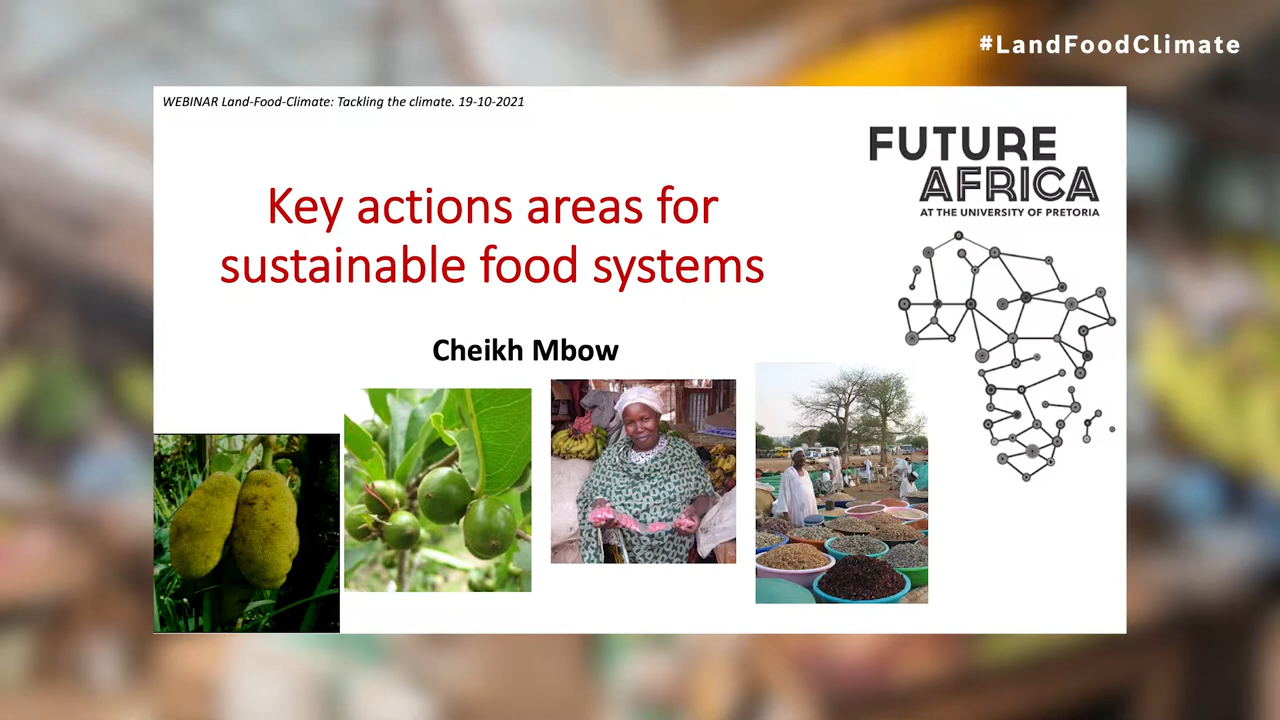 #LandFoodClimate
WEBINAR Land-Food-Climate: Tackling the climate. 19-10-2021
FUTURE
AFRICA
AT THE UNIVERSITY OF PRETORIA
Key actions areas for
sustainable food systems
Cheikh Mbow